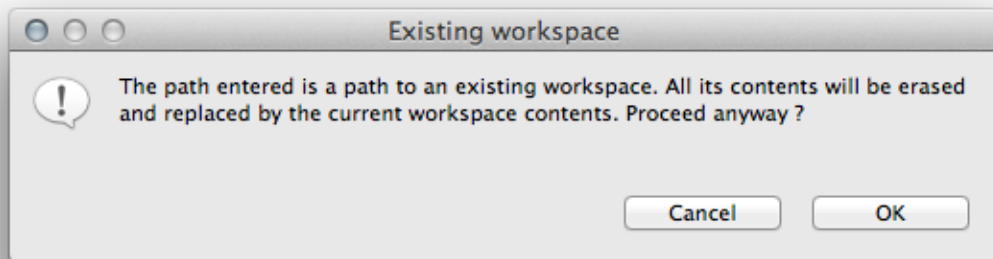 Existing workspace
The path entered is a path to an existing workspace. All its contents will be erased
and replaced by the current workspace contents. Proceed anyway ?
Cancel
OK